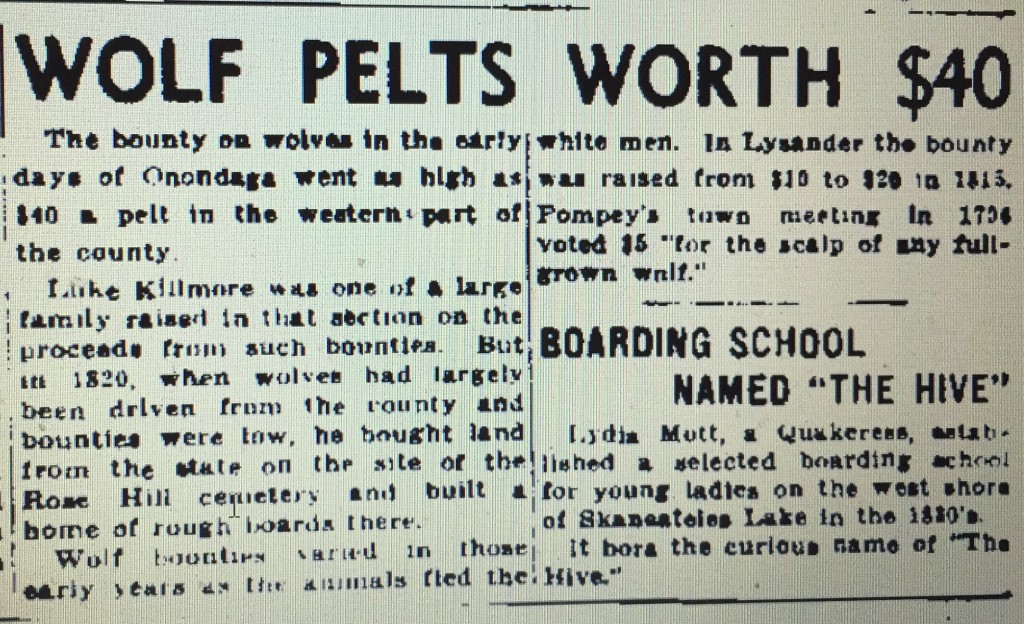 WOLF PELTS WORTH $40
The bounty on wolves in the early
days of Onondaga went as high as
$40 a pelt in the western part of
the county.
Luke Killmore was one of a large
family raised in that section on the
proceeds from such bounties. But
in 1820, when wolves had largely
been driven from the county and
bounties were low, he bought land
from the state on the site of the
Rose Hill cemetery and built a
home of rough boards there.
Wolf bounties varied in those
early years as the animals fled the
white men. In Lysander the bounty
was raised from $10 to $20 in 1815.
Pompey's town meeting in
voted $5 "for the scalp of any full-
grown wolf."
BOARDING SCHOOL
NAMED "THE HIVE"
Lydia Mott, a Quakeress, estab-
lished a selected boarding school
for young ladies on the west shore
of Skaneateles Lake in the
It bore the curious name of "The
Hive."